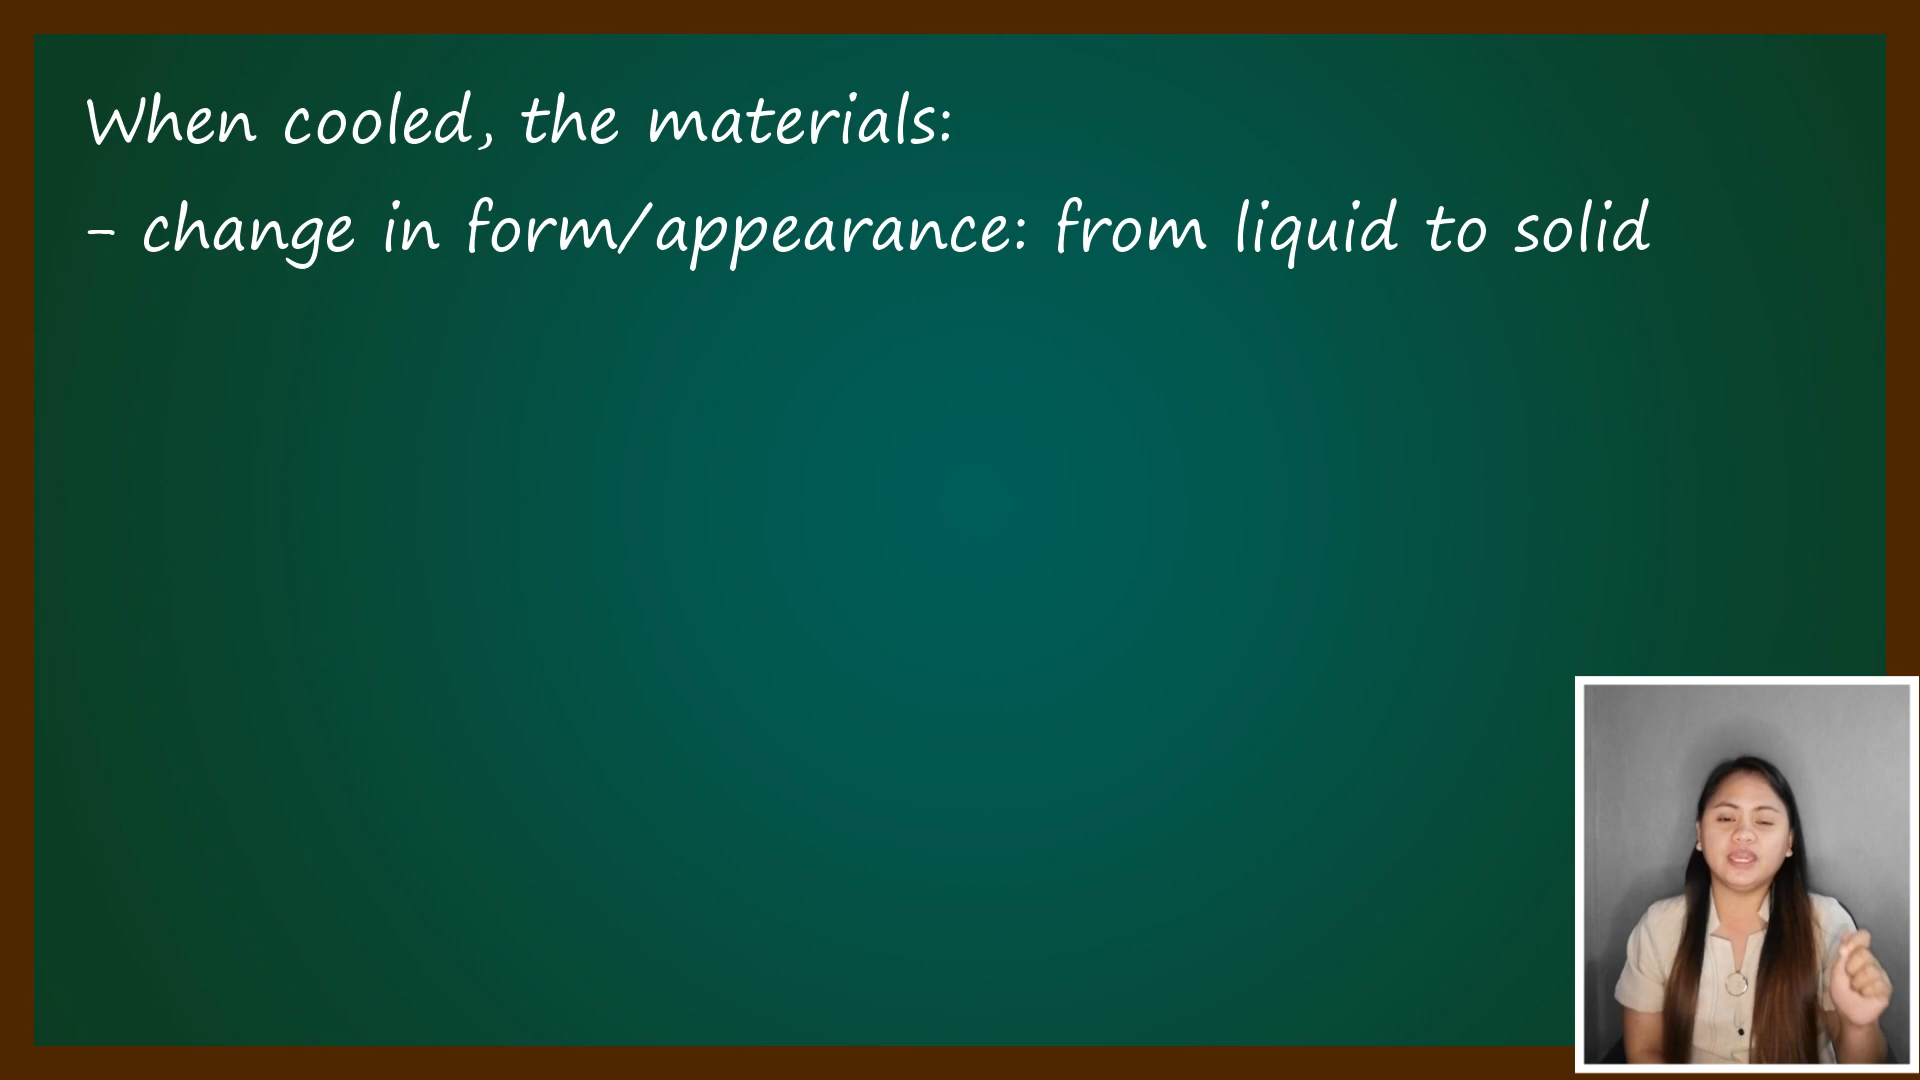 When cooled, the materials:
- change in form/appearance: from liquid to solid